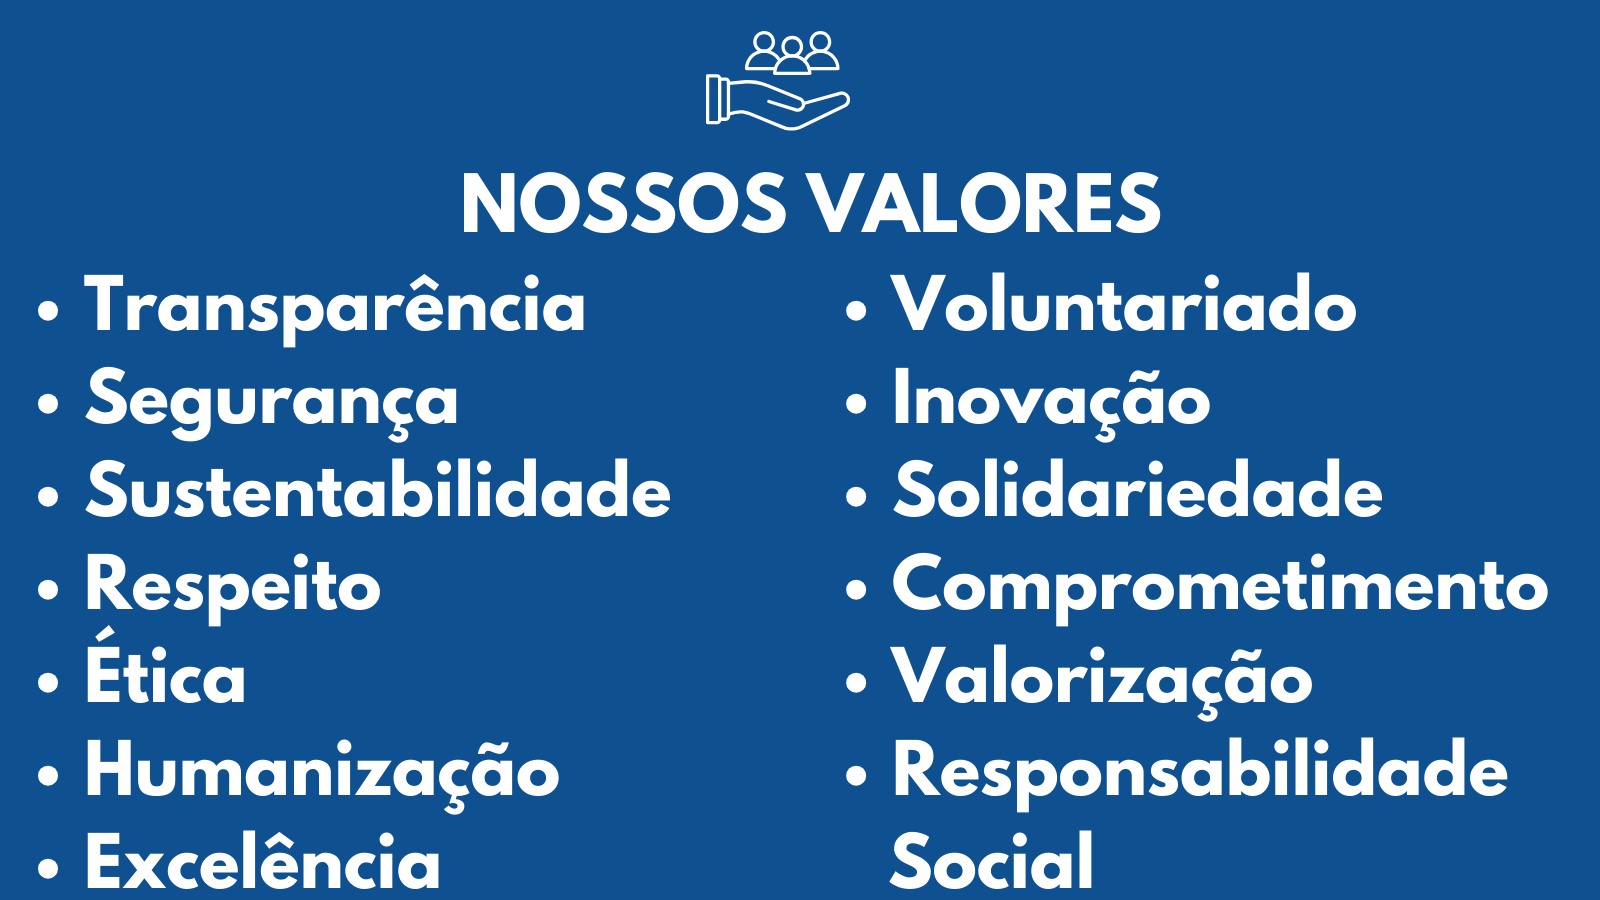 NOSSOS VALORES
• Transparência
• Segurança
• Sustentabilidade
• Respeito
• Ética
• Humanização
• Excelência
• Voluntariado
• Inovação
• Solidariedade
• Comprometimento
• Valorização
• Responsabilidade
Social